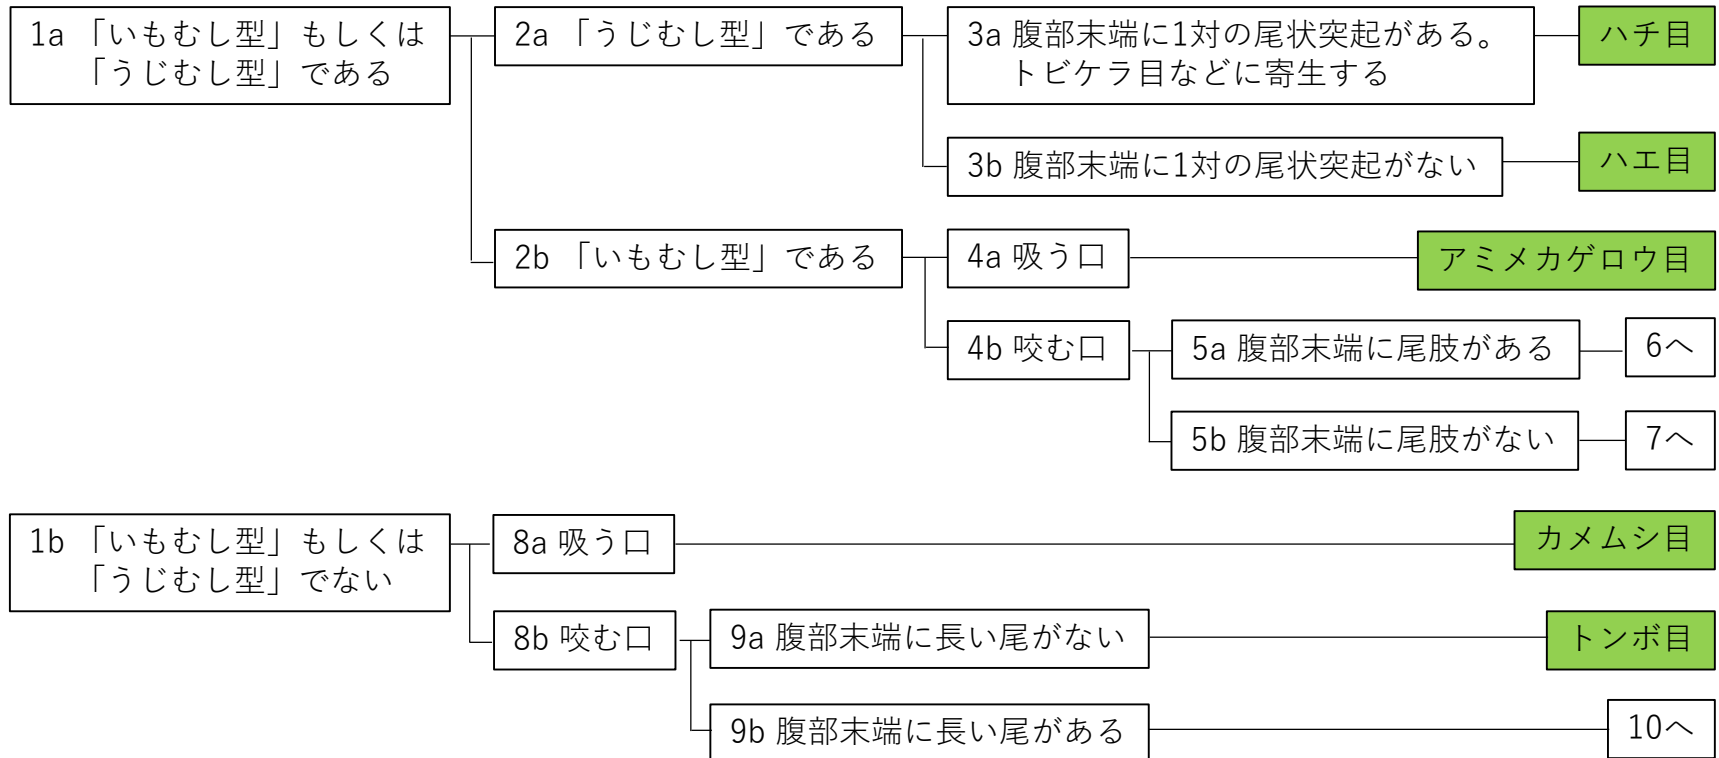 1a 「いもむし型」もしくは
「うじむし型」である
2a 「うじむし型」である
3a 腹部末端に1対の尾状突起がある。
トビケラ目などに寄生する
ハチ目
3b 腹部末端に1対の尾状突起がない
ハエ目
2b 「いもむし型」である
4a 吸う口
アミメカゲロウ目
4b 咬む口
5a 腹部末端に尾肢がある
6へ
5b 腹部末端に尾肢がない
7へ
1b 「いもむし型」もしくは
「うじむし型」でない
8a 吸う口
カメムシ目
8b 咬む口
9a 腹部末端に長い尾がない
トンボ目
9b 腹部末端に長い尾がある
10へ